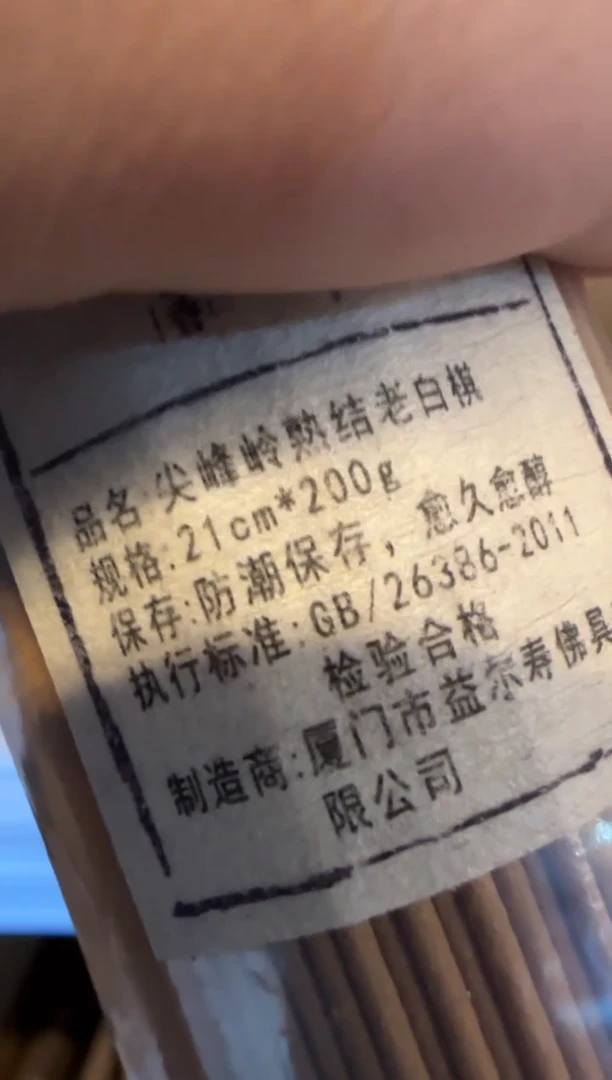 品名:尖峰岭熟结老白棋
规格:21cm*200g
保存:防潮保存，愈久愈醇
执行标准:GB/26386-2011
检验合格
制造商:厦门市益尔寿佛具
限公司